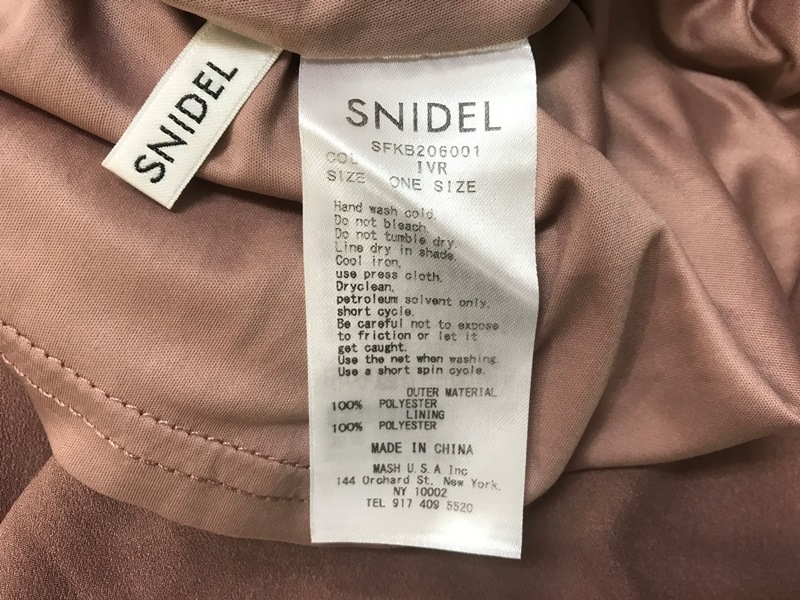 SNIDEL
SNIDEL
SFKB206001
COL IVR
SIZE ONE SIZE
Hand wash cold.
Do not bleach.
Do not tumble dry.
Line dry in shade.
Cool iron.
use press cloth.
Dryclean.
petroleum solvent only.
short cycle.
Be careful not to expose
to friction or let it
get caught.
Use the net when washing.
Use a short spin cycle.
OUTER MATERIAL
100% POLYESTER
LINING
100% POLYESTER
MADE IN CHINA
MASH U.S.A Inc
144 Orchard St. New York.
NY 10002
TEL 917 409 5520